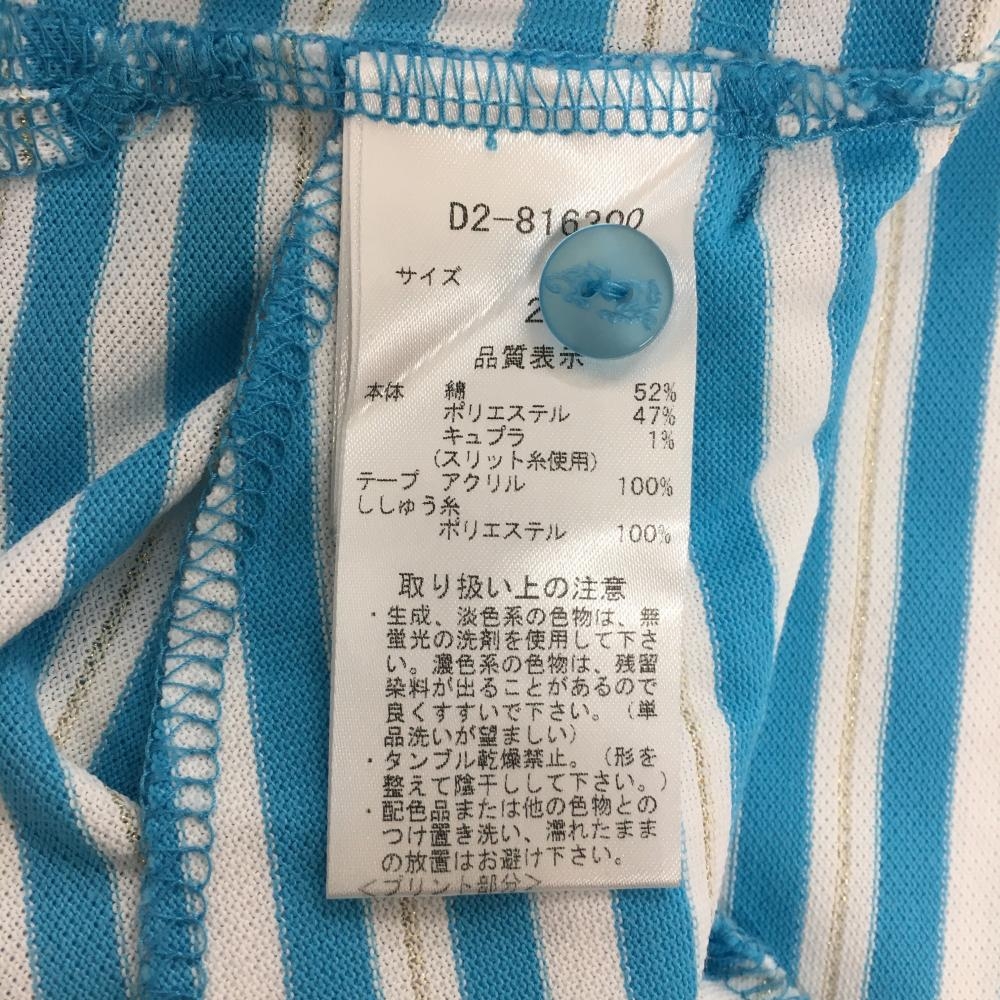 D2-816300
サイズ
2
品質表示
本体 綿 52%
ポリエステル 47%
キュプラ 1%
(スリット糸使用)
テープ アクリル 100%
ししゅう糸
ポリエステル 100%
取り扱い上の注意
・生成、淡色系の色物は、無
蛍光の洗剤を使用して下さ
い。濃色系の色物は、残留
染料が出ることがあるので
良くすすいで下さい。(単
品洗いが望ましい)
・タンブル乾燥禁止。(形を
整えて陰干しして下さい。)
・配色品または他の色物との
つけ置き洗い、濡れたまま
の放置はお避け下さい。
<プリント部分>